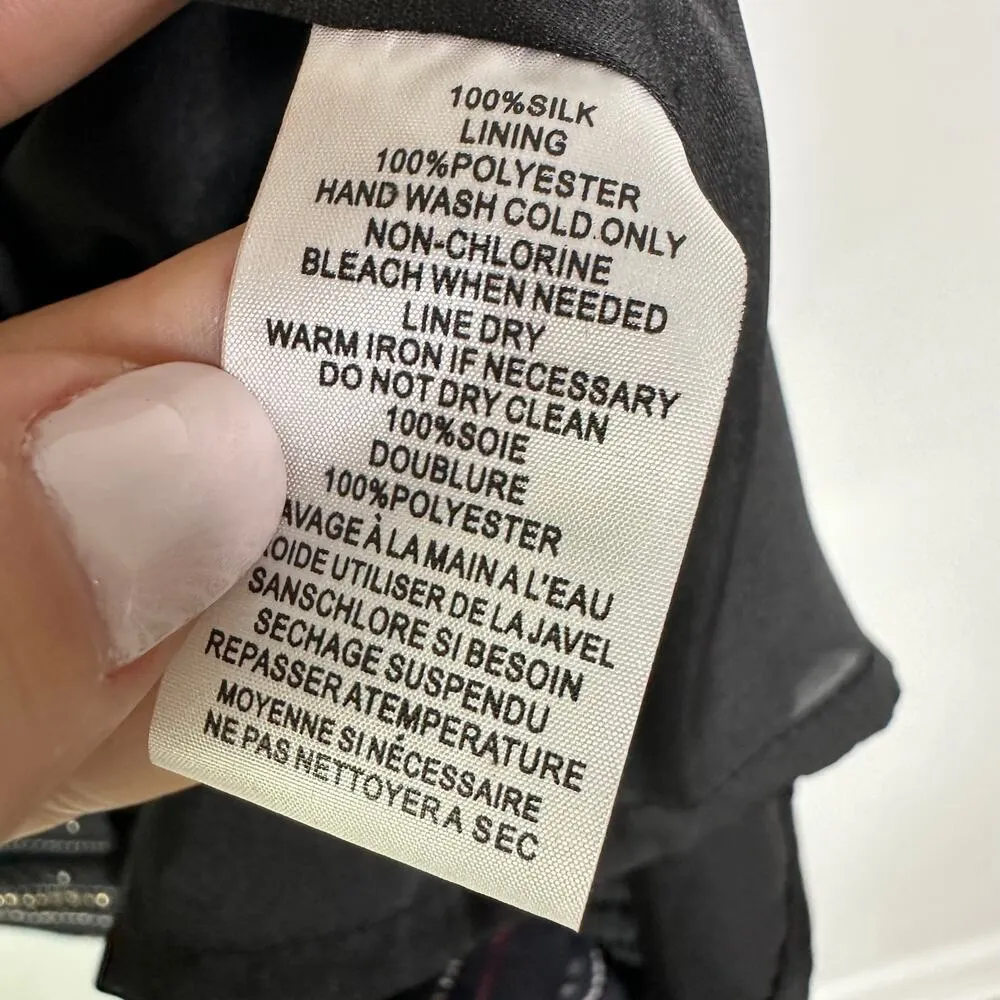 100%SILK
LINING
100%POLYESTER
HAND WASH COLD.ONLY
NON-CHLORINE
BLEACH WHEN NEEDED
LINE DRY
WARM IRON IF NECESSARY
DO NOT DRY CLEAN
100%SOIE
DOUBLURE
100%POLYESTER
AVAGE À LA MAIN A L'EAU
OIDE UTILISER DE LA JAVEL
SANSCHLORE SI BESOIN
SECHAGE SUSPENDU
REPASSER ATEMPERATURE
MOYENNE SI NÉCESSAIRE
NE PAS NETTOYER A SEC